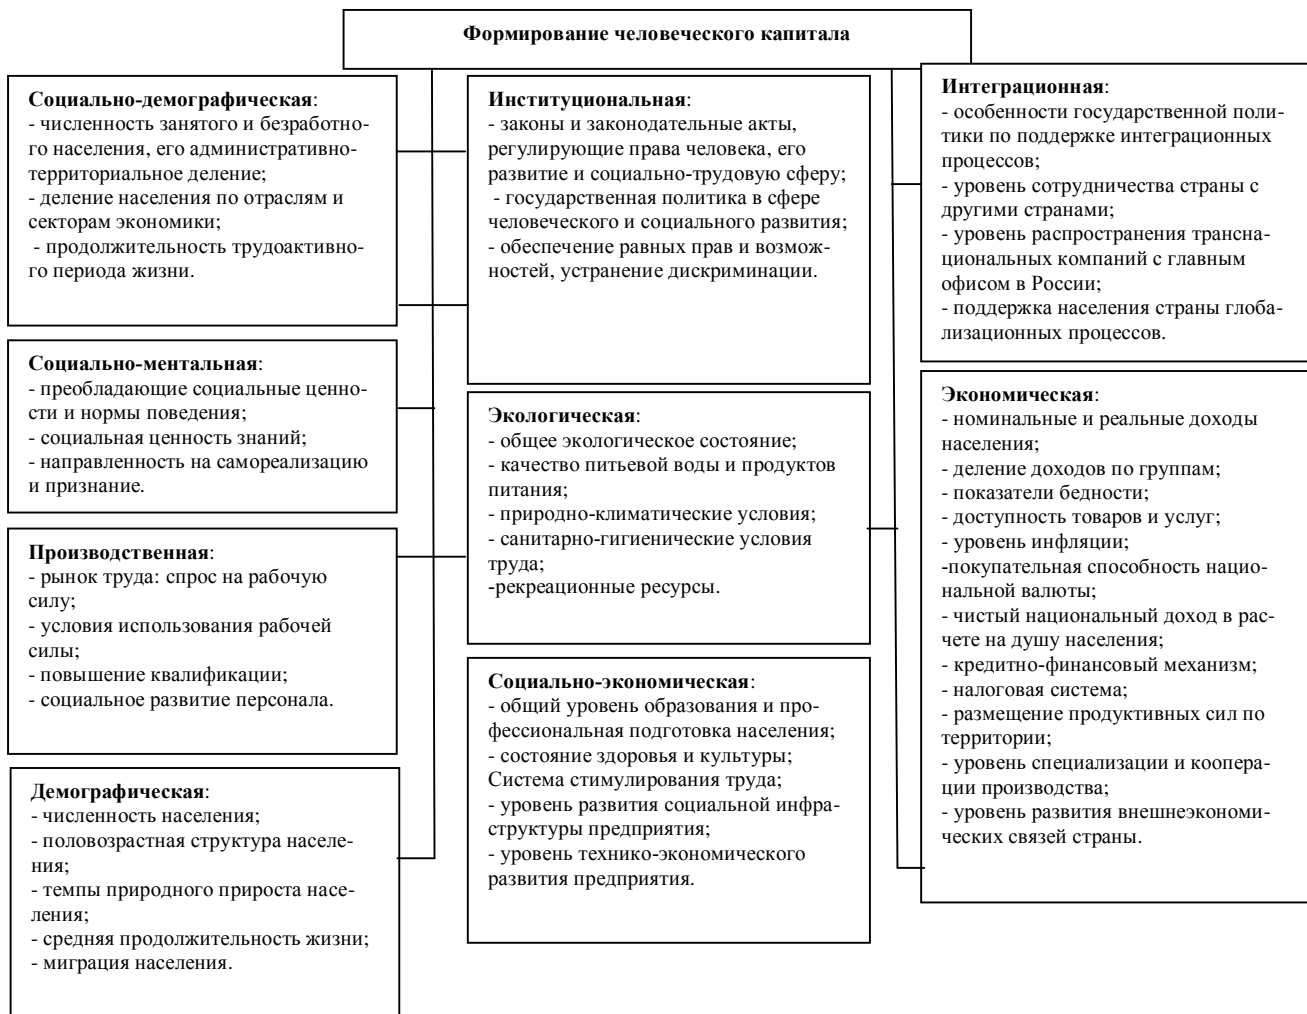 Формирование человеческого капитала
Социально-демографическая:
- численность занятого и безработно-
го населения, его административно-
территориальное деление;
- деление населения по отраслям и
секторам экономики;
- продолжительность трудоактивно-
го периода жизни.
Социально-ментальная:
- преобладающие социальные ценно-
сти и нормы поведения;
- социальная ценность знаний;
- направленность на самореализацию
и признание.
Производственная:
- рынок труда: спрос на рабочую
силу;
- условия использования рабочей
силы;
- повышение квалификации;
- социальное развитие персонала.
Демографическая:
- численность населения;
- половозрастная структура населе-
ния;
- темпы природного прироста насе-
ления;
- средняя продолжительность жизни;
- миграция населения.
Институциональная:
- законы и законодательные акты,
регулирующие права человека, его
развитие и социально-трудовую сферу;
- государственная политика в сфере
человеческого и социального развития;
- обеспечение равных прав и возмож-
ностей, устранение дискриминации.
Экологическая:
- общее экологическое состояние;
- качество питьевой воды и продуктов
питания;
- природно-климатические условия;
- санитарно-гигиенические условия
труда;
-рекреационные ресурсы.
Социально-экономическая:
- общий уровень образования и про-
фессиональная подготовка населения;
- состояние здоровья и культуры;
Система стимулирования труда;
- уровень развития социальной инфра-
структуры предприятия;
- уровень технико-экономического
развития предприятия.
Интеграционная:
- особенности государственной поли-
тики по поддержке интеграционных
процессов;
- уровень сотрудничества страны с
другими странами;
- уровень распространения трансна-
циональных компаний с главным
офисом в России;
- поддержка населения страны глоба-
лизационных процессов.
Экономическая:
- номинальные и реальные доходы
населения;
- деление доходов по группам;
- показатели бедности;
- доступность товаров и услуг;
- уровень инфляции;
-покупательная способность нацио-
нальной валюты;
- чистый национальный доход в рас-
чете на душу населения;
- кредитно-финансовый механизм;
- налоговая система;
- размещение продуктивных сил по
территории;
- уровень специализации и коопера-
ции производства;
- уровень развития внешнеэкономи-
ческих связей страны.